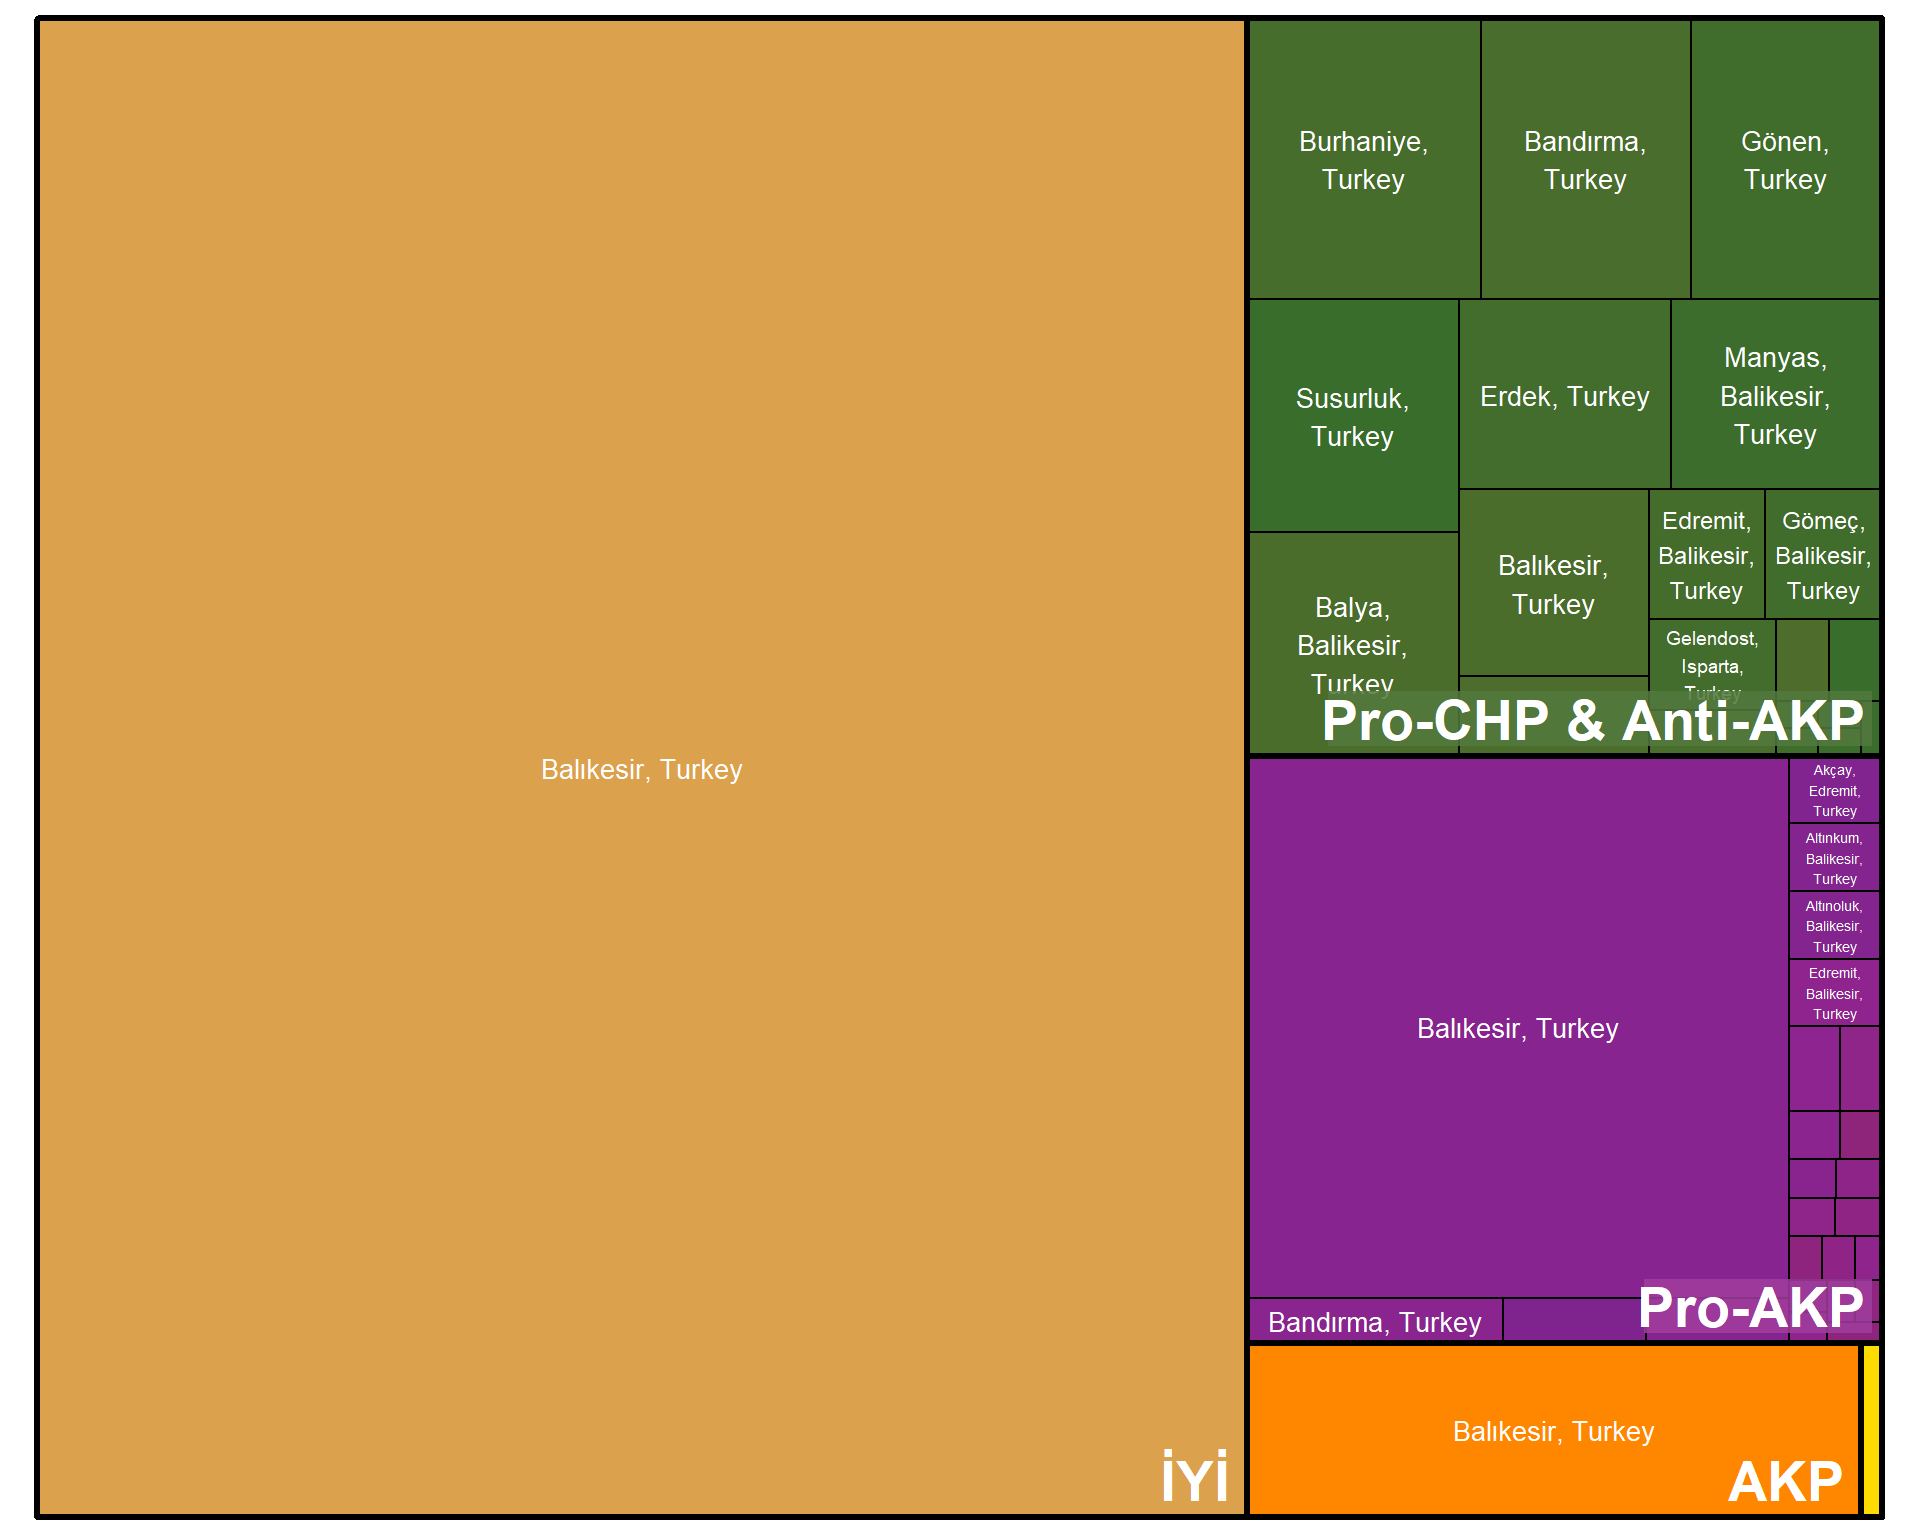 Balıkesir, Turkey
İYİ
Burhaniye,
Turkey
Bandırma,
Turkey
Gönen,
Turkey
Susurluk,
Turkey
Erdek, Turkey
Manyas,
Balikesir,
Turkey
Balya,
Balikesir,
Turkey
Balıkesir,
Turkey
Edremit,
Balikesir,
Turkey
Gömeç,
Balikesir,
Turkey
Gelendost,
Isparta,
Turkey
Pro-CHP & Anti-AKP
Balıkesir, Turkey
Akçay,
Edremit,
Turkey
Altınkum,
Balikesir,
Turkey
Altınoluk,
Balikesir,
Turkey
Edremit,
Balikesir,
Turkey
Bandırma, Turkey
Pro-AKP
Balıkesir, Turkey
AKP